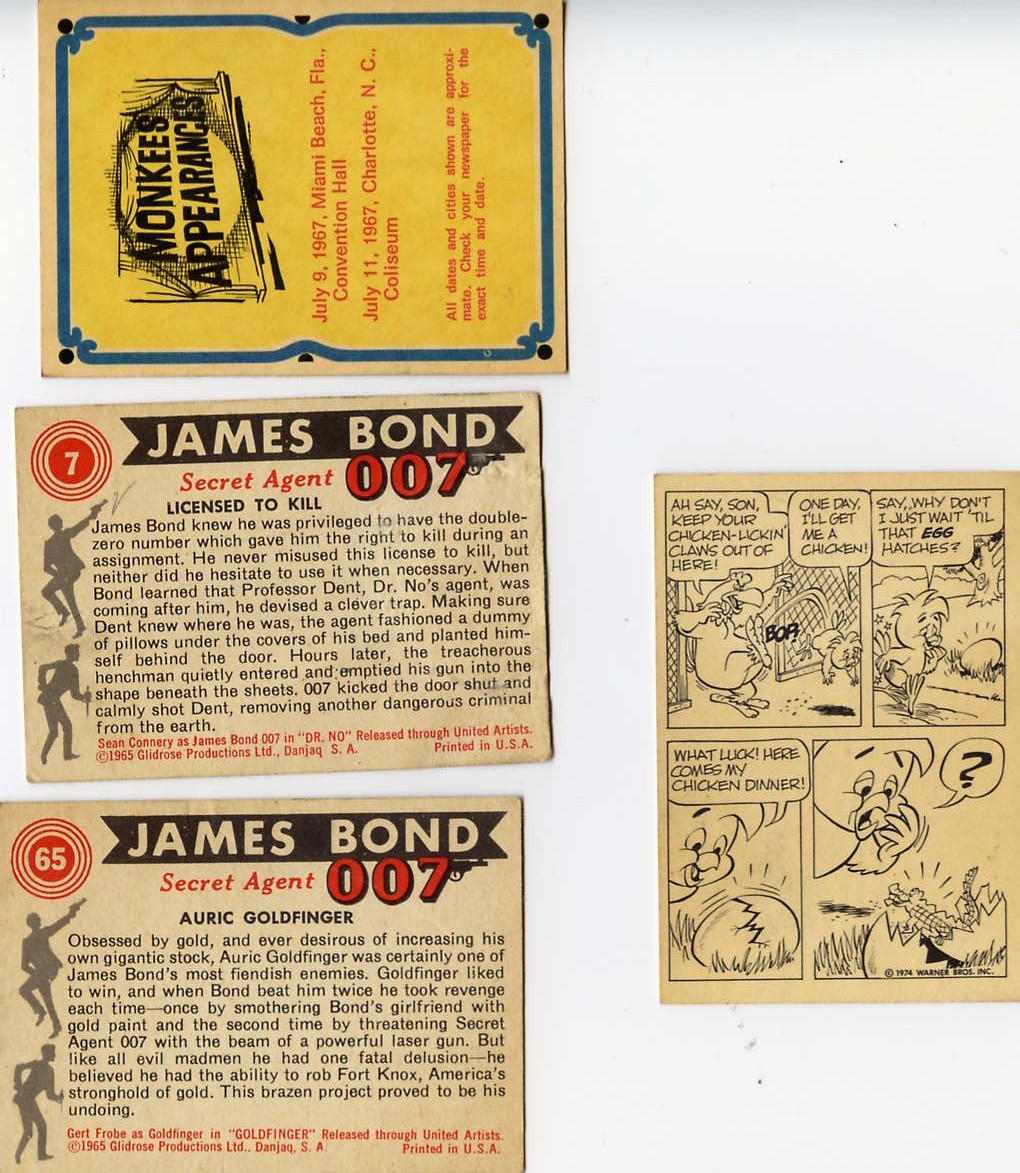 MONKEES
APPEARANCES
July 9, 1967, Miami Beach, Fla.,
Convention Hall
July 11, 1967, Charlotte, N. C.,
Coliseum
All dates and cities shown are approxi-
mate. Check your newspaper for the
exact time and date.
7
JAMES BOND
Secret Agent 007
LICENSED TO KILL
James Bond knew he was privileged to have the double-
zero number which gave him the right to kill during an
assignment. He never misused this license to kill, but
neither did he hesitate to use it when necessary. When
Bond learned that Professor Dent, Dr. No's agent, was
coming after him, he devised a clever trap. Making sure
Dent knew where he was, the agent fashioned a dummy
of pillows under the covers of his bed and planted him-
self behind the door. Hours later, the treacherous
henchman quietly entered and emptied his gun into the
shape beneath the sheets. 007 kicked the door shut and
calmly shot Dent, removing another dangerous criminal
from the earth.
Sean Connery as James Bond 007 in "DR. NO" Released through United Artists.
©1965 Glidrose Productions Ltd., Danjaq S. A. Printed in U.S.A.
65
JAMES BOND
Secret Agent 007
AURIC GOLDFINGER
Obsessed by gold, and ever desirous of increasing his
own gigantic stock, Auric Goldfinger was certainly one of
James Bond's most fiendish enemies. Goldfinger liked
to win, and when Bond beat him twice he took revenge
each time—once by smothering Bond's girlfriend with
gold paint and the second time by threatening Secret
Agent 007 with the beam of a powerful laser gun. But
like all evil madmen he had one fatal delusion—he
believed he had the ability to rob Fort Knox, America's
stronghold of gold. This brazen project proved to be his
undoing.
Gert Frobe as Goldfinger in "GOLDFINGER" Released through United Artists.
©1965 Glidrose Productions Ltd., Danjaq, S. A Printed in U.S.A.
AH SAY, SON,
KEEP YOUR
CHICKEN-LICKIN'
CLAWS OUT OF
HERE!
ONE DAY,
I'LL GET
ME A
CHICKEN!
BOP!
SAY, WHY DON'T
I JUST WAIT 'TIL
THAT EGG
HATCHES?
WHAT LUCK! HERE
COMES MY
CHICKEN DINNER!
?
© 1974 WARNER BROS. INC.